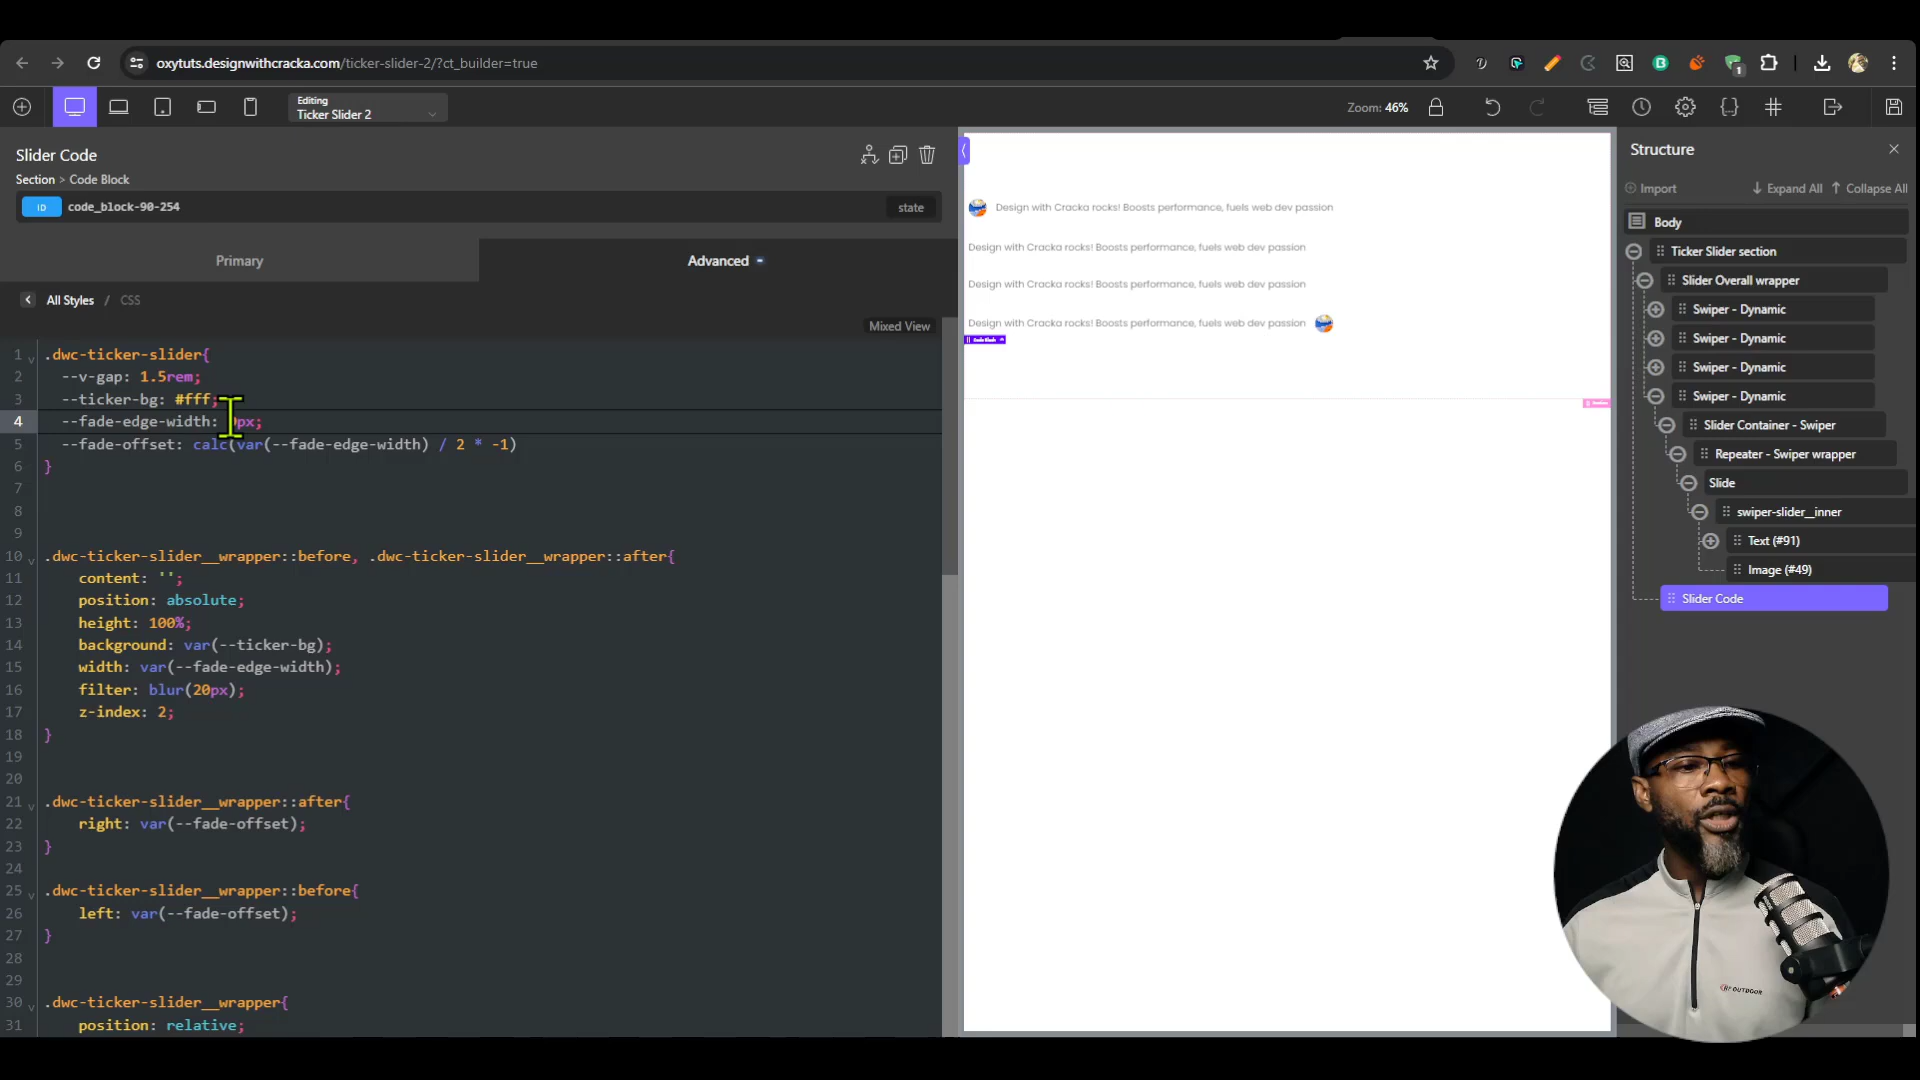 oxytuts.designwithcracka.com/ticker-slider-2/?ct_builder=true
1
Editing
Ticker Slider 2
Zoom: 46%
Slider Code
Section > Code Block
ID code_block-90-254
state
Primary
Advanced
All Styles / CSS
Mixed View
1 .dwc-ticker-slider{
2 --v-gap: 1.5rem;
3 --ticker-bg: #fff;
4 --fade-edge-width: 0px;
5 --fade-offset: calc(var(--fade-edge-width) / 2 * -1)
6 }
7
8
9
10 .dwc-ticker-slider__wrapper::before, .dwc-ticker-slider__wrapper::after{
11 content: '';
12 position: absolute;
13 height: 100%;
14 background: var(--ticker-bg);
15 width: var(--fade-edge-width);
16 filter: blur(20px);
17 z-index: 2;
18 }
19
20
21 .dwc-ticker-slider__wrapper::after{
22 right: var(--fade-offset);
23 }
24
25 .dwc-ticker-slider__wrapper::before{
26 left: var(--fade-offset);
27 }
28
29
30 .dwc-ticker-slider__wrapper{
31 position: relative;
Design with Cracka rocks! Boosts performance, fuels web dev passion
Design with Cracka rocks! Boosts performance, fuels web dev passion
Design with Cracka rocks! Boosts performance, fuels web dev passion
Design with Cracka rocks! Boosts performance, fuels web dev passion
Structure
Import
Expand All
Collapse All
Body
Ticker Slider section
Slider Overall wrapper
Swiper - Dynamic
Swiper - Dynamic
Swiper - Dynamic
Swiper - Dynamic
Slider Container - Swiper
Repeater - Swiper wrapper
Slide
swiper-slider__inner
Text (#91)
Image (#49)
Slider Code
OUTDOOR